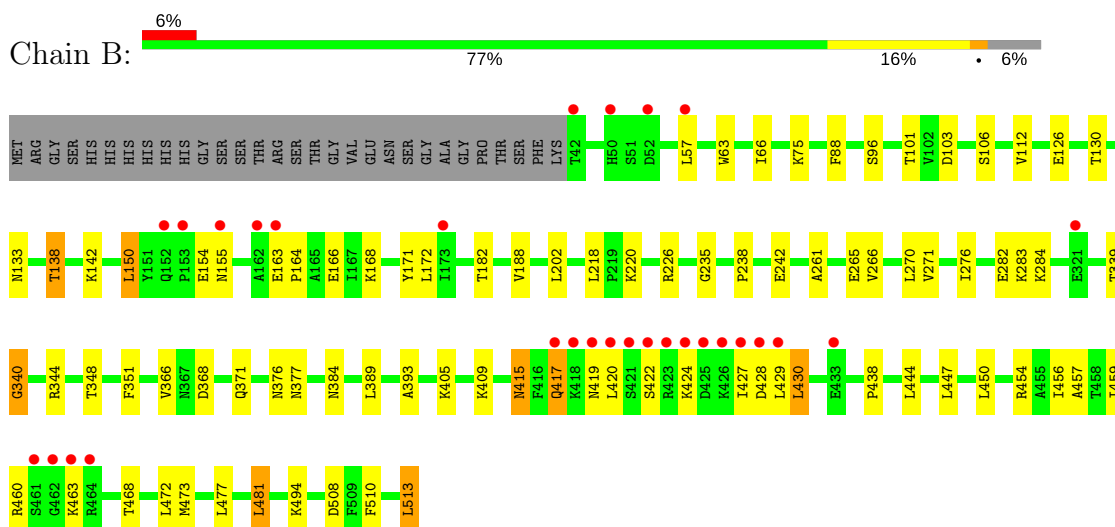 6%
Chain B:
77% 16% • 6%
MET ARG GLY SER HIS HIS HIS HIS HIS HIS GLY SER SER THR ARG SER THR GLY VAL GLU ASN SER GLY ALA GLY PRO THR SER PHE LYS T42 H50 S51 D52 L57 W63 I66 K75 F88 S96 T101 V102 D103 S106 V112 E126 T130
N133 T138 K142 L150 Y151 Q152 P153 E154 N155 A162 E163 P164 A165 E166 I167 K168 Y171 L172 I173 T182 V188 L202 L218 P219 K220 R226 G235 P238 E242 A261 E265 V266 L270 V271 I276 E282 K283 K284 E321 T339
G340 R344 T348 F351 V366 N367 D368 Q371 N376 N377 N384 L389 A393 K405 K409 N415 F416 Q417 K418 N419 L420 S421 S422 R423 K424 D425 K426 I427 D428 L429 L430 E433 P438 L444 L447 L450 R454 A455 I456 A457 T458 I459
R460 S461 G462 K463 R464 T468 L472 M473 L477 L481 K494 D508 F509 F510 L513